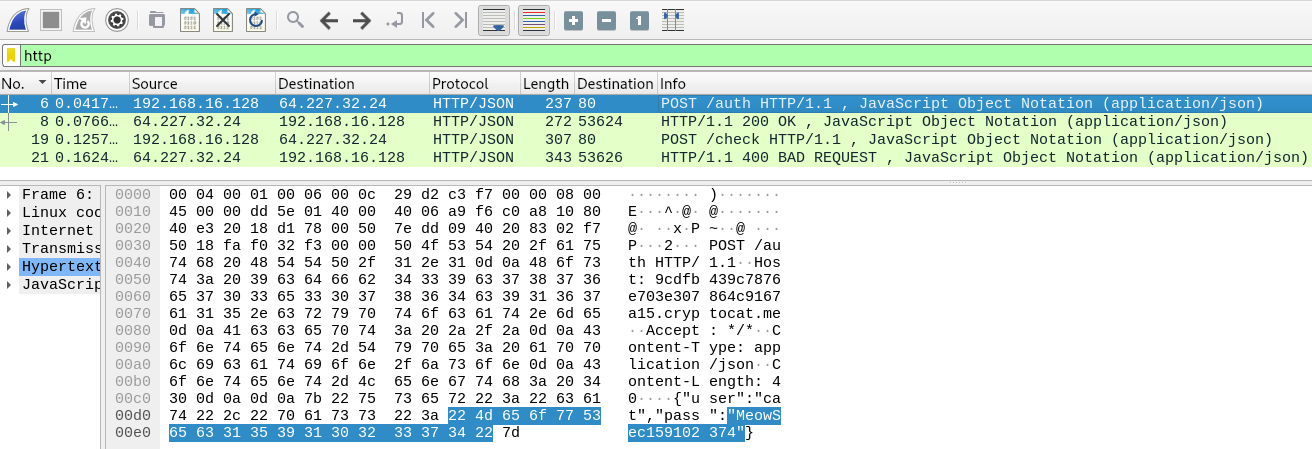 http
No. Time Source Destination Protocol Length Destination Info
6 0.0417… 192.168.16.128 64.227.32.24 HTTP/JSON 237 80 POST /auth HTTP/1.1 , JavaScript Object Notation (application/json)
8 0.0766… 64.227.32.24 192.168.16.128 HTTP/JSON 272 53624 HTTP/1.1 200 OK , JavaScript Object Notation (application/json)
19 0.1257… 192.168.16.128 64.227.32.24 HTTP/JSON 307 80 POST /check HTTP/1.1 , JavaScript Object Notation (application/json)
21 0.1624… 64.227.32.24 192.168.16.128 HTTP/JSON 343 53626 HTTP/1.1 400 BAD REQUEST , JavaScript Object Notation (application/json)
Frame 6:
Linux coo
Internet
Transmiss
Hypertext
JavaScrip
0000 00 04 00 01 00 06 00 0c 29 d2 c3 f7 00 00 08 00 ········ )·······
0010 45 00 00 dd 5e 01 40 00 40 06 a9 f6 c0 a8 10 80 E···^·@· @·······
0020 40 e3 20 18 d1 78 00 50 7e dd 09 40 20 83 02 f7 @· ··x·P ~··@ ···
0030 50 18 fa f0 32 f3 00 00 50 4f 53 54 20 2f 61 75 P···2··· POST /au
0040 74 68 20 48 54 54 50 2f 31 2e 31 0d 0a 48 6f 73 th HTTP/ 1.1··Hos
0050 74 3a 20 39 63 64 66 62 34 33 39 63 37 38 37 36 t: 9cdfb 439c7876
0060 65 37 30 33 65 33 30 37 38 36 34 63 39 31 36 37 e703e307 864c9167
0070 61 31 35 2e 63 72 79 70 74 6f 63 61 74 2e 6d 65 a15.cryp tocat.me
0080 0d 0a 41 63 63 65 70 74 3a 20 2a 2f 2a 0d 0a 43 ··Accept : */*··C
0090 6f 6e 74 65 6e 74 2d 54 79 70 65 3a 20 61 70 70 ontent-T ype: app
00a0 6c 69 63 61 74 69 6f 6e 2f 6a 73 6f 6e 0d 0a 43 lication /json··C
00b0 6f 6e 74 65 6e 74 2d 4c 65 6e 67 74 68 3a 20 34 ontent-L ength: 4
00c0 30 0d 0a 0d 0a 7b 22 75 73 65 72 22 3a 22 63 61 0····{"u ser":"ca
00d0 74 22 2c 22 70 61 73 73 22 3a 22 4d 65 6f 77 53 t","pass ":"MeowS
00e0 65 63 31 35 39 31 30 32 33 37 34 22 7d ec159102 374"}